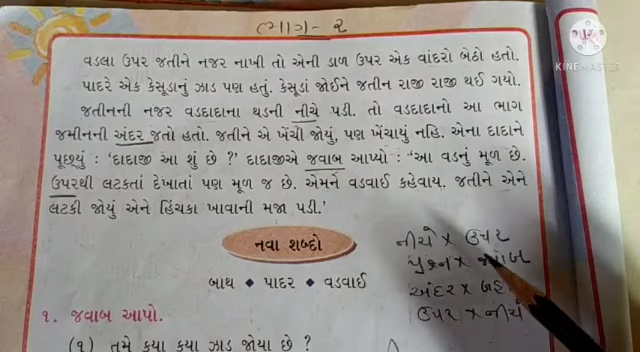 ભાગ - ૨
વડલા ઉપર જતીને નજર નાખી તો એની ડાળ ઉપર એક વાંદરો બેઠો હતો.
પાદરે એક કેસૂડાનું ઝાડ પણ હતું. કેસૂડાં જોઈને જતીન રાજી રાજી થઈ ગયો.
જતીનની નજર વડદાદાના થડની નીચે પડી. તો વડદાદાનો આ ભાગ
જમીનની અંદર જતો હતો. જતીને એ ખેંચી જોયું, પણ ખેંચાયું નહિ. એના દાદાને
પૂછ્યું : ‘દાદાજી આ શું છે ?’ દાદાજીએ જવાબ આપ્યો : ‘આ વડનું મૂળ છે.
ઉપરથી લટકતાં દેખાતાં પણ મૂળ જ છે. એમને વડવાઈ કહેવાય. જતીને એને
લટકી જોયું એને હિંચકા ખાવાની મજા પડી.’
નવા શબ્દો
બાથ ◆ પાદર ◆ વડવાઈ
૧. જવાબ આપો.
(૧) તમે કયા કયા ઝાડ જોયા છે ?
નીચે × ઉપર
પ્રશ્ન × જવાબ
અંદર ×
ઉપર × નીચે
KINEMASTER